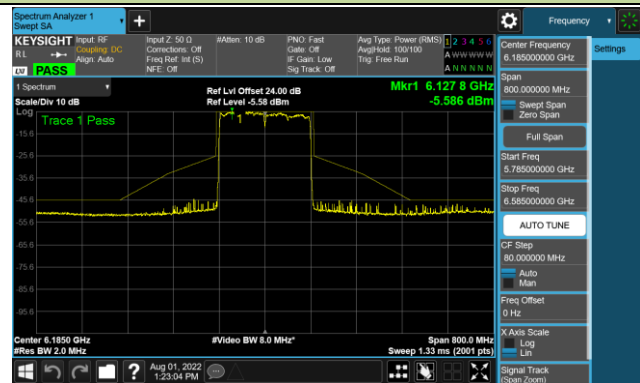 Spectrum Analyzer 1
Swept SA
Frequency
KEYSIGHT
RL
LXI
PASS
Input: RF
Coupling: DC
Align: Auto
Input Z: 50 Ω
Corrections: Off
Freq Ref: Int (S)
NFE: Off
#Atten: 10 dB
PNO: Fast
Gate: Off
IF Gain: Low
Sig Track: Off
Avg Type: Power (RMS)
Avg|Hold: 100/100
Trig: Free Run
1 2 3 4 5 6
A W W W W W
A N N N N N
1 Spectrum
Scale/Div 10 dB
Ref Lvl Offset 24.00 dB
Ref Level -5.58 dBm
Mkr1 6.127 8 GHz
-5.586 dBm
Log
Trace 1 Pass
1
-15.6
-25.6
-35.6
-45.6
-55.6
-65.6
-75.6
-85.6
-95.6
Center 6.1850 GHz
#Res BW 2.0 MHz
#Video BW 8.0 MHz*
Span 800.0 MHz
Sweep 1.33 ms (2001 pts)
Aug 01, 2022
1:23:04 PM
Center Frequency
6.185000000 GHz
Settings
Span
800.000000 MHz
Swept Span
Zero Span
Full Span
Start Freq
5.785000000 GHz
Stop Freq
6.585000000 GHz
AUTO TUNE
CF Step
80.000000 MHz
Auto
Man
Freq Offset
0 Hz
X Axis Scale
Log
Lin
Signal Track
(Span Zoom)